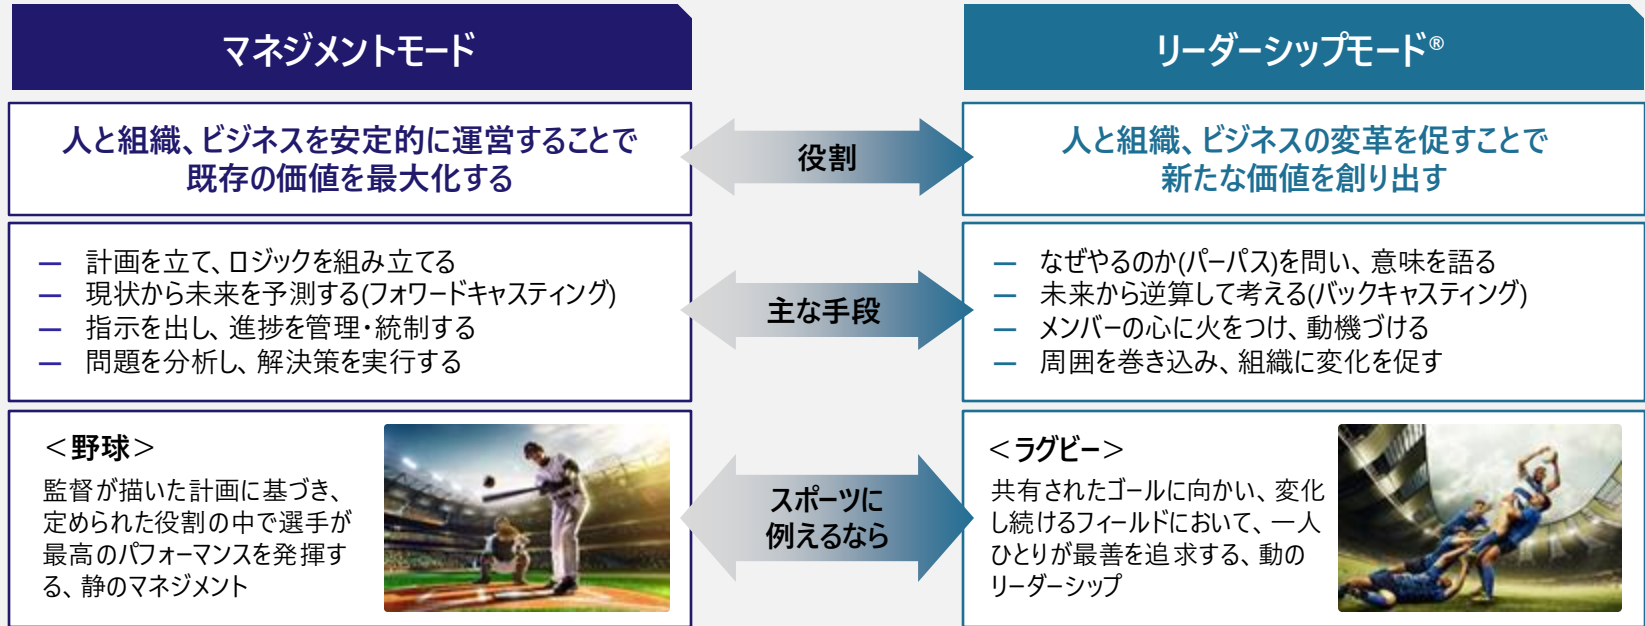 マネジメントモード
リーダーシップモード®
人と組織、ビジネスを安定的に運営することで
既存の価値を最大化する
役割
人と組織、ビジネスの変革を促すことで
新たな価値を創り出す
— 計画を立て、ロジックを組み立てる
— 現状から未来を予測する(フォワードキャスティング)
— 指示を出し、進捗を管理・統制する
— 問題を分析し、解決策を実行する
主な手段
— なぜやるのか(パーパス)を問い、意味を語る
— 未来から逆算して考える(バックキャスティング)
— メンバーの心に火をつけ、動機づける
— 周囲を巻き込み、組織に変化を促す
＜野球＞
監督が描いた計画に基づき、
定められた役割の中で選手が
最高のパフォーマンスを発揮す
る、静のマネジメント
スポーツに
例えるなら
＜ラグビー＞
共有されたゴールに向かい、変化
し続けるフィールドにおいて、一人
ひとりが最善を追求する、動の
リーダーシップ